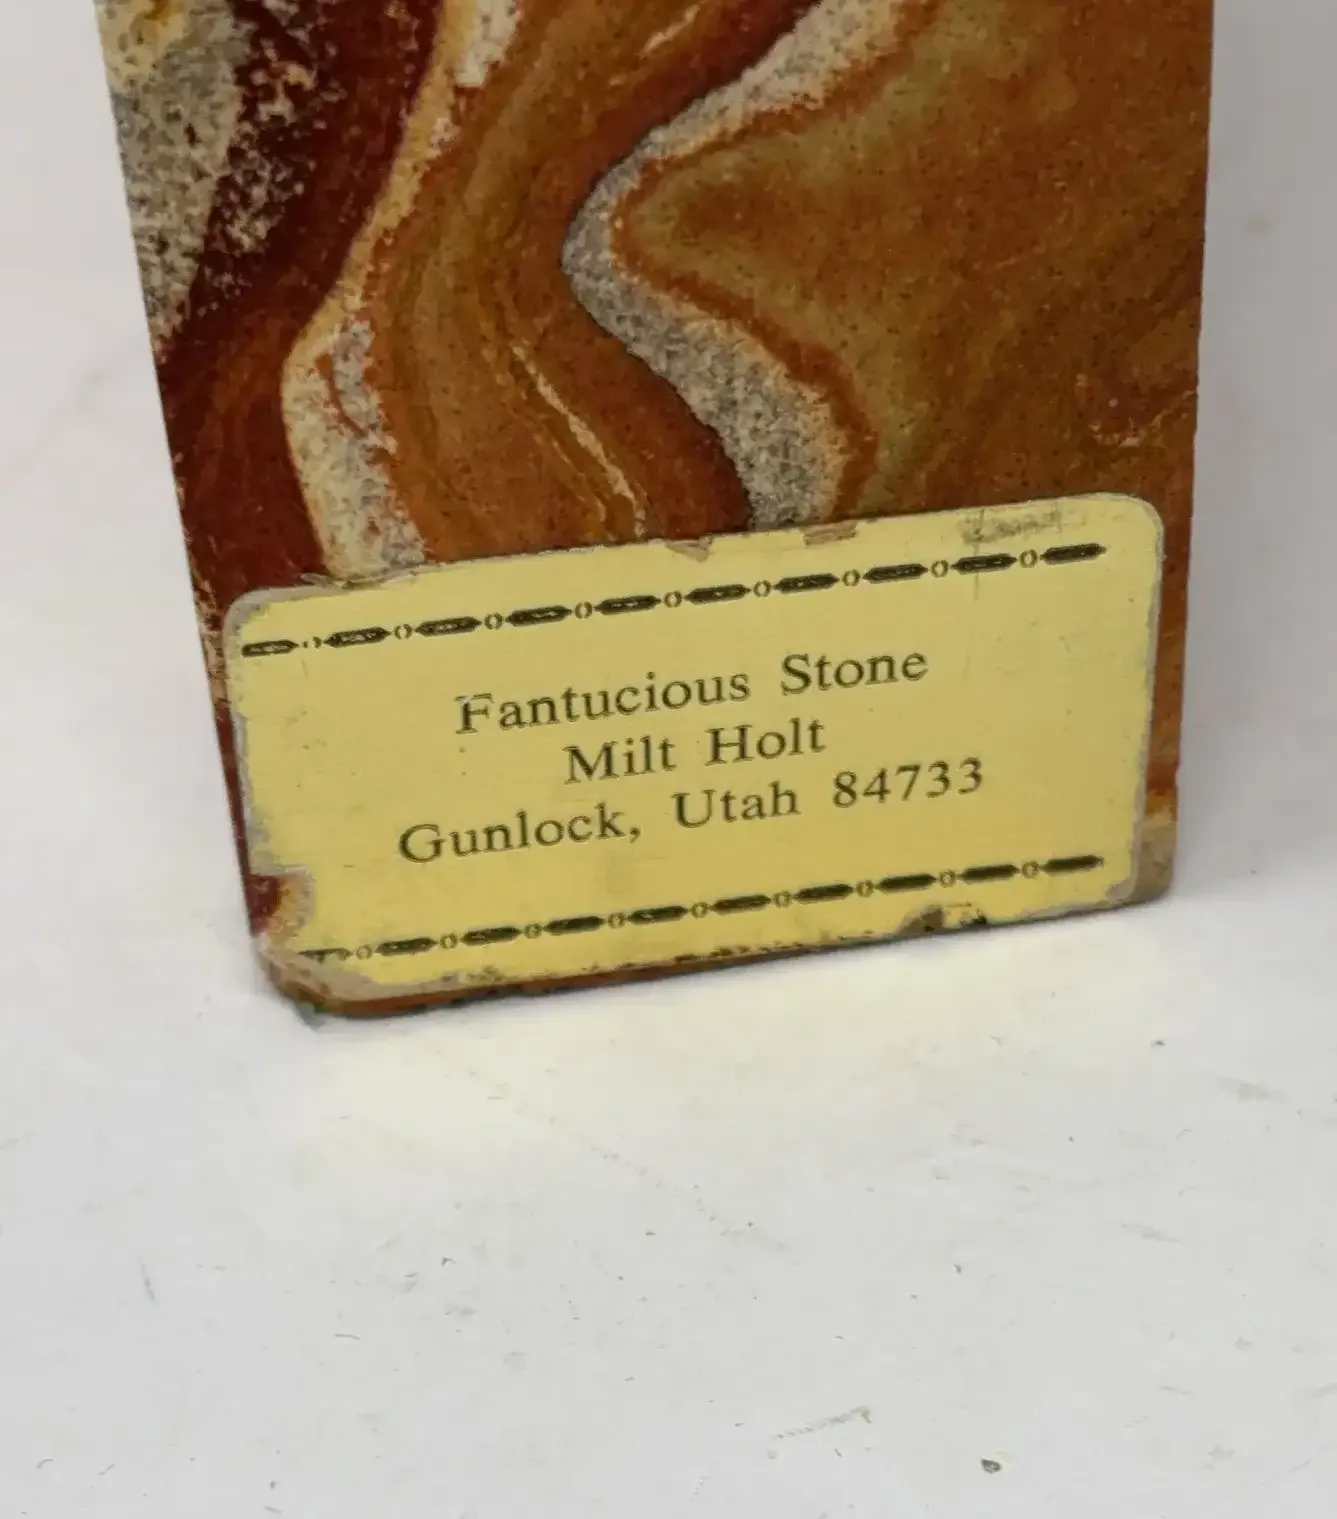 Fantucious Stone
Milt Holt
Gunlock, Utah 84733